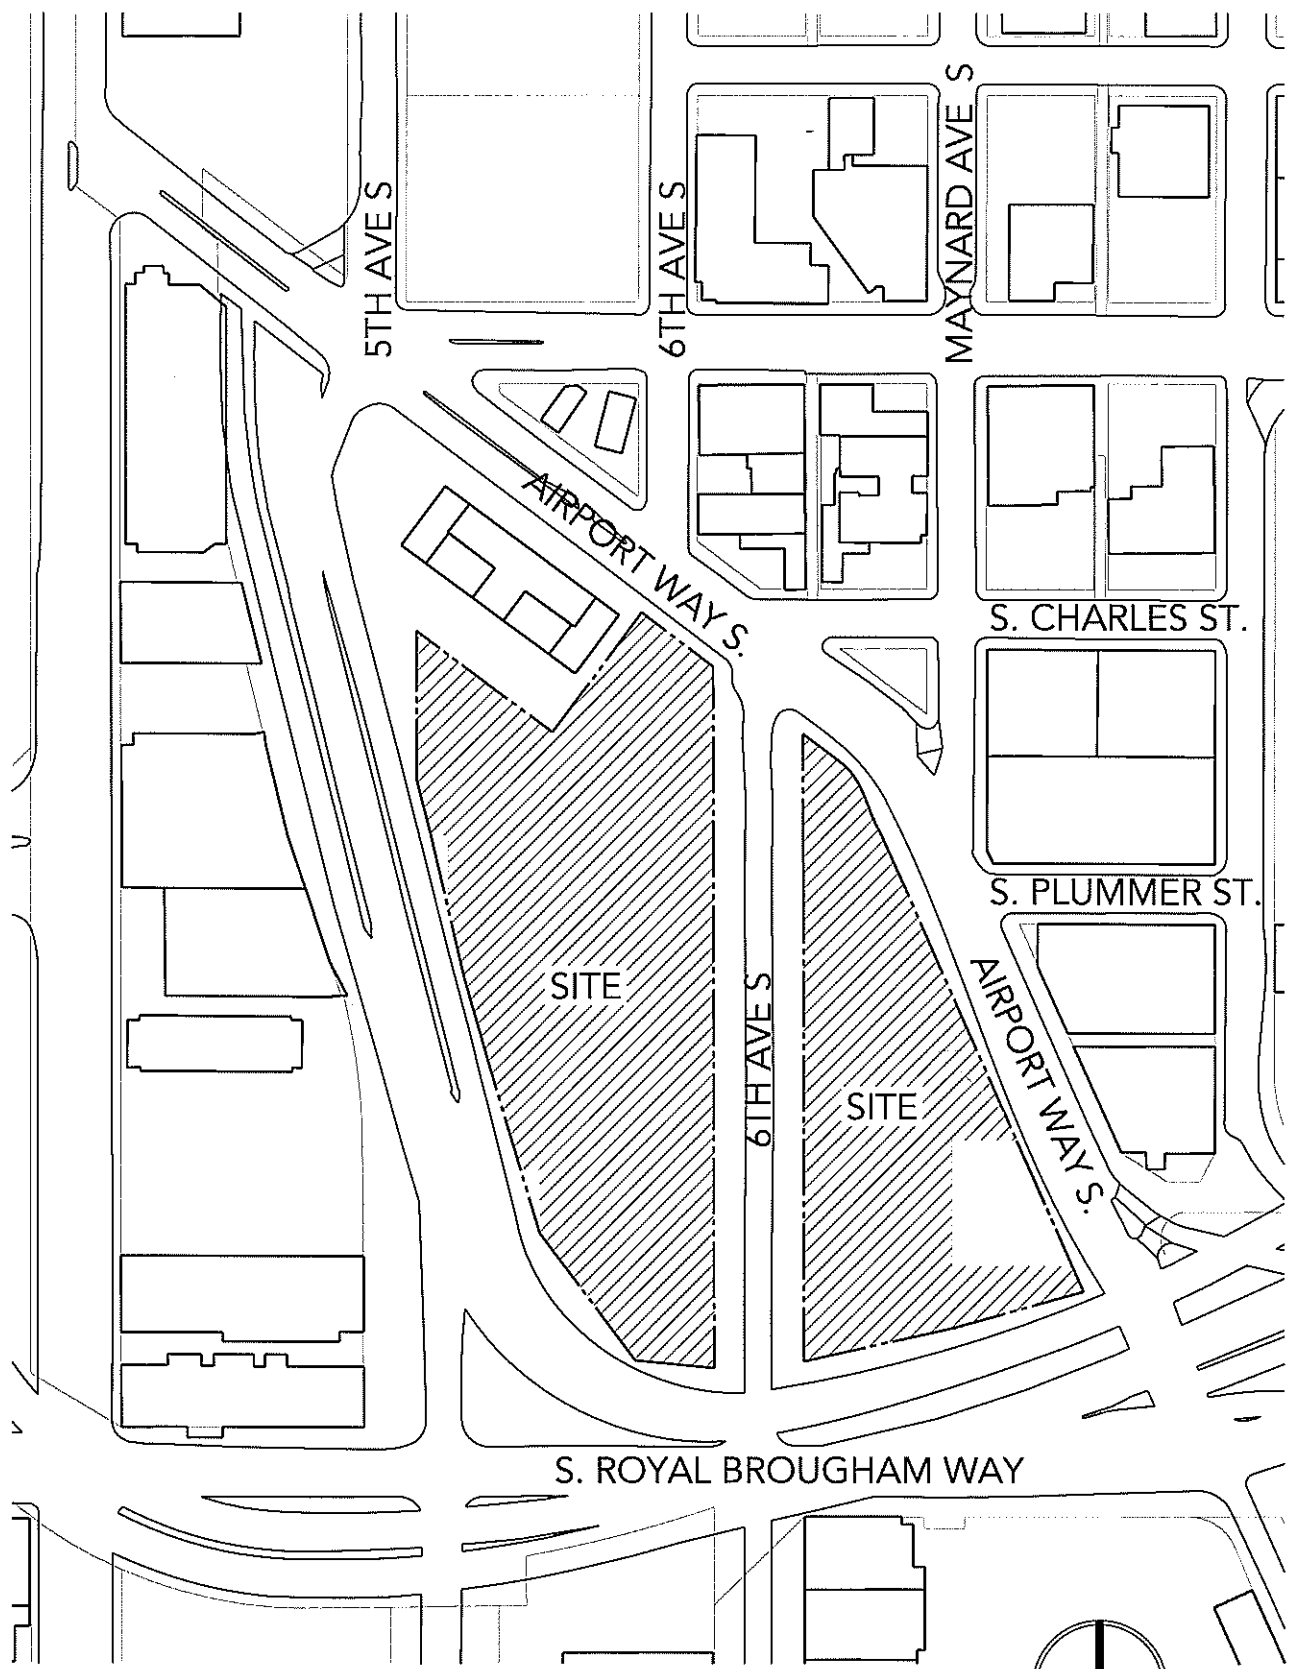 MAYNARD AVE S
5TH AVE S
6TH AVE S
AIRPORT WAY S.
S. CHARLES ST.
S. PLUMMER ST.
SITE
6TH AVE S
AIRPORT WAY S.
SITE
S. ROYAL BROUGHAM WAY